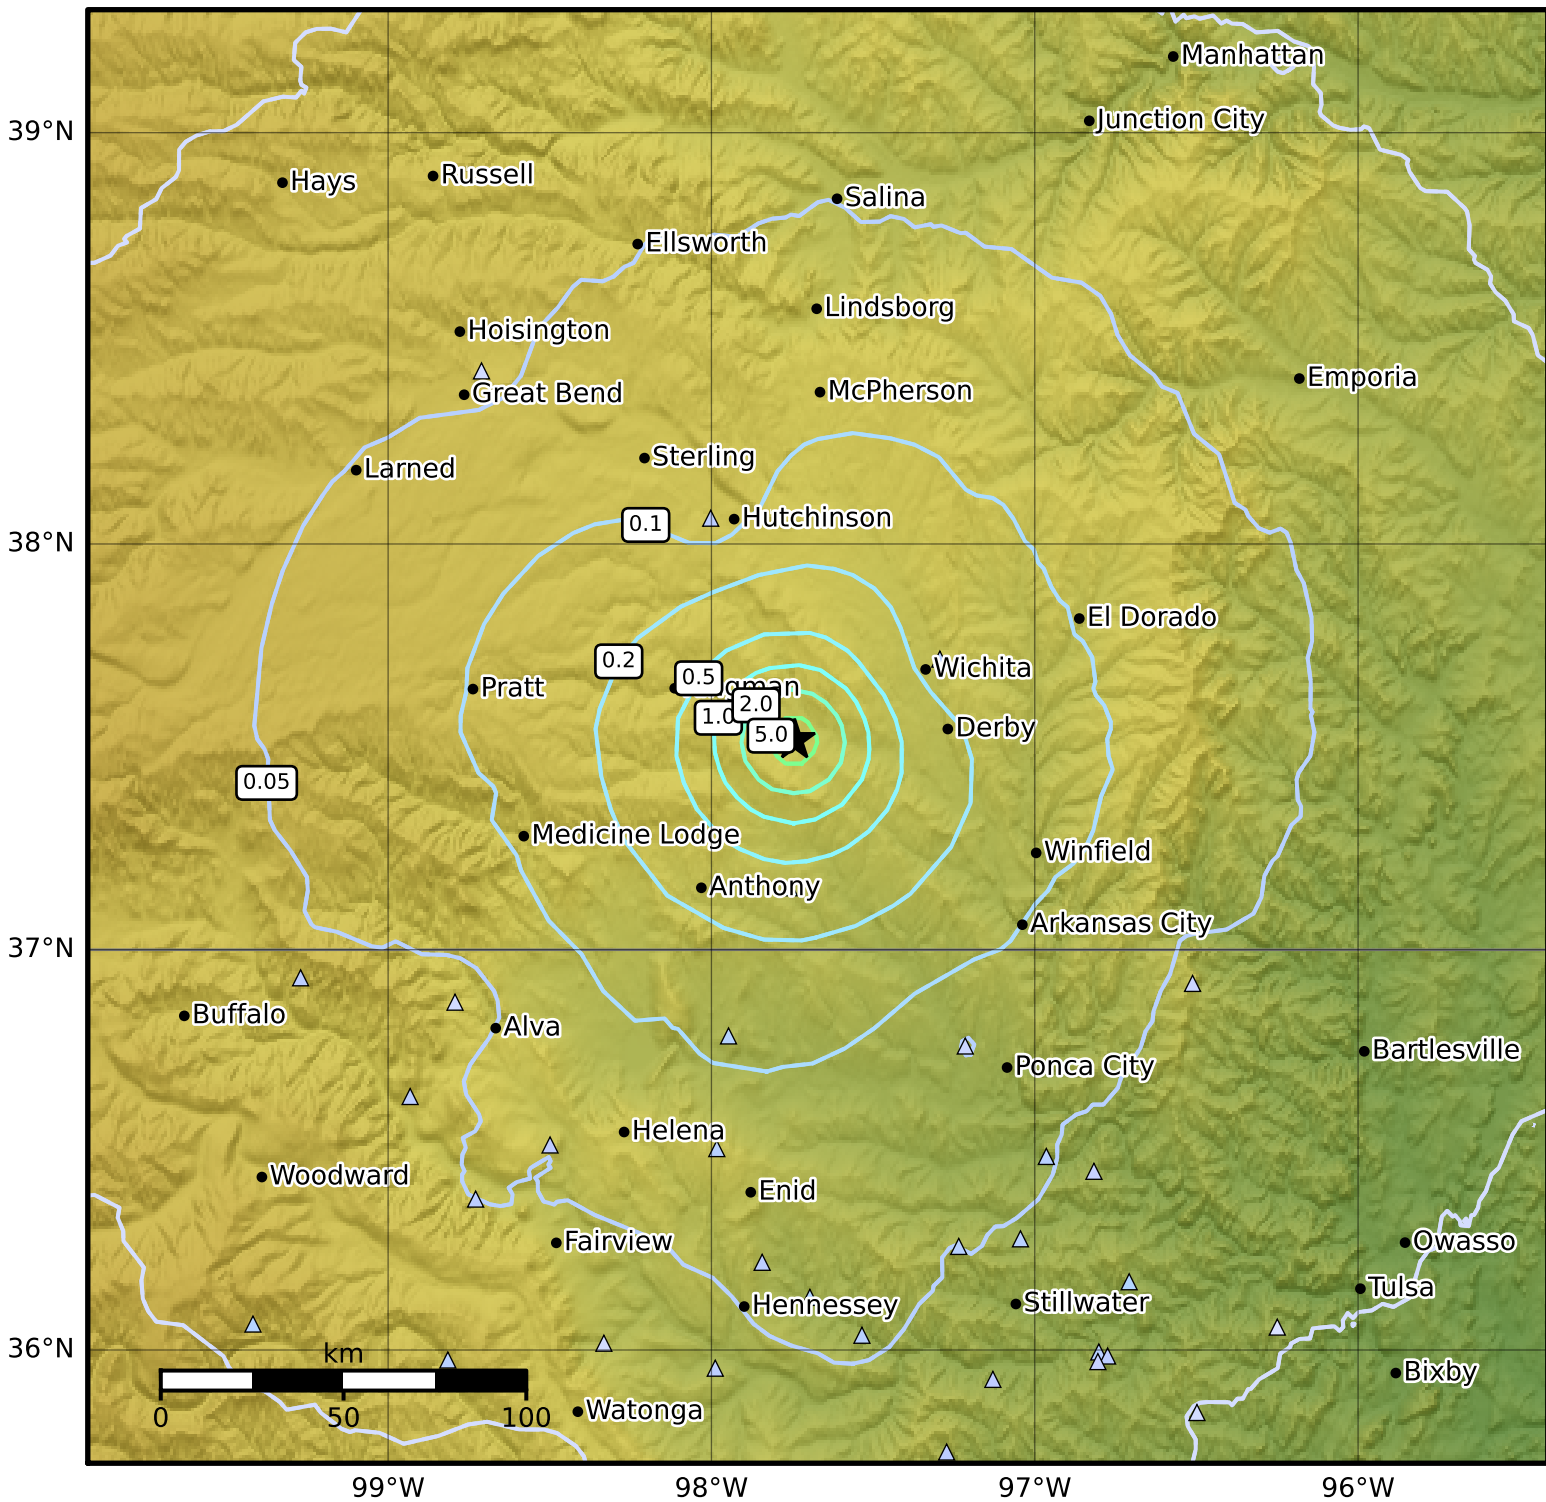 Manhattan
39°N
Junction City
Hays
Russell
Salina
Ellsworth
Lindsborg
Hoisington
Great Bend
McPherson
Emporia
Larned
Sterling
0.1
Hutchinson
38°N
El Dorado
0.2
Wichita
0.5
Pratt
2.0
1.0
5.0
Derby
0.05
Medicine Lodge
Winfield
Anthony
Arkansas City
37°N
Buffalo
Alva
Ponca City
Bartlesville
Helena
Woodward
Enid
Fairview
Owasso
Tulsa
Hennessey
Stillwater
36°N
km
Bixby
0 50 100
Watonga
99°W 98°W 97°W 96°W